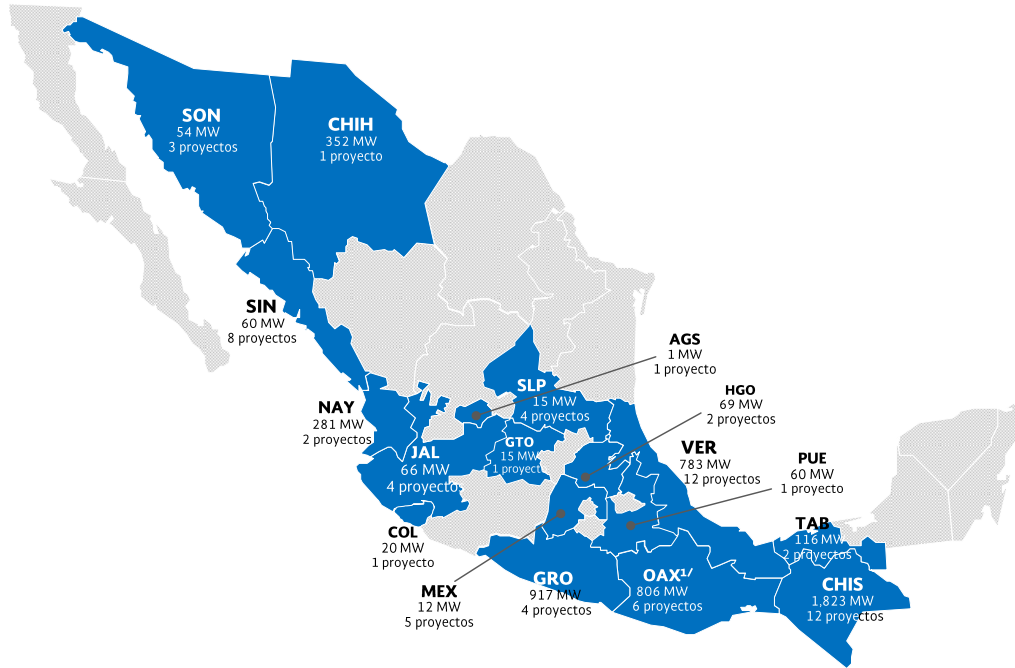 SON
54 MW
3 proyectos
CHIH
352 MW
1 proyecto
SIN
60 MW
8 proyectos
AGS
1 MW
1 proyecto
SLP
15 MW
4 proyectos
HGO
69 MW
2 proyectos
NAY
281 MW
2 proyectos
JAL
66 MW
4 proyectos
GTO
15 MW
1 proyecto
VER
783 MW
12 proyectos
PUE
60 MW
1 proyecto
COL
20 MW
1 proyecto
TAB
116 MW
2 proyectos
MEX
12 MW
5 proyectos
GRO
917 MW
4 proyectos
OAX1/
806 MW
6 proyectos
CHIS
1,823 MW
12 proyectos